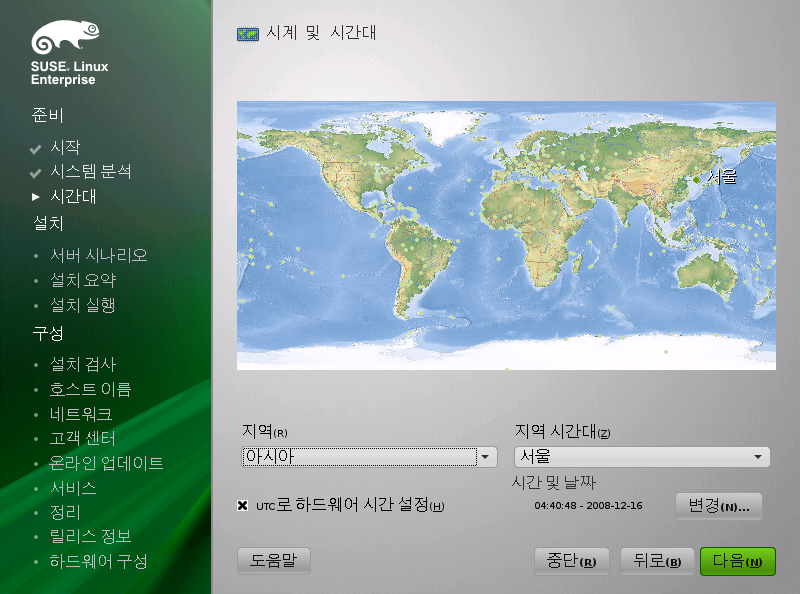 SUSE. Linux
Enterprise
준비
시작
시스템 분석
시간대
설치
서버 시나리오
설치 요약
설치 실행
구성
설치 검사
호스트 이름
네트워크
고객 센터
온라인 업데이트
서비스
정리
릴리스 정보
하드웨어 구성
시계 및 시간대
서울
지역(R)
아시아
지역 시간대(Z)
서울
시간 및 날짜
UTC로 하드웨어 시간 설정(H)
04:40:48 - 2008-12-16
변경(N)...
도움말
중단(R)
뒤로(B)
다음(N)